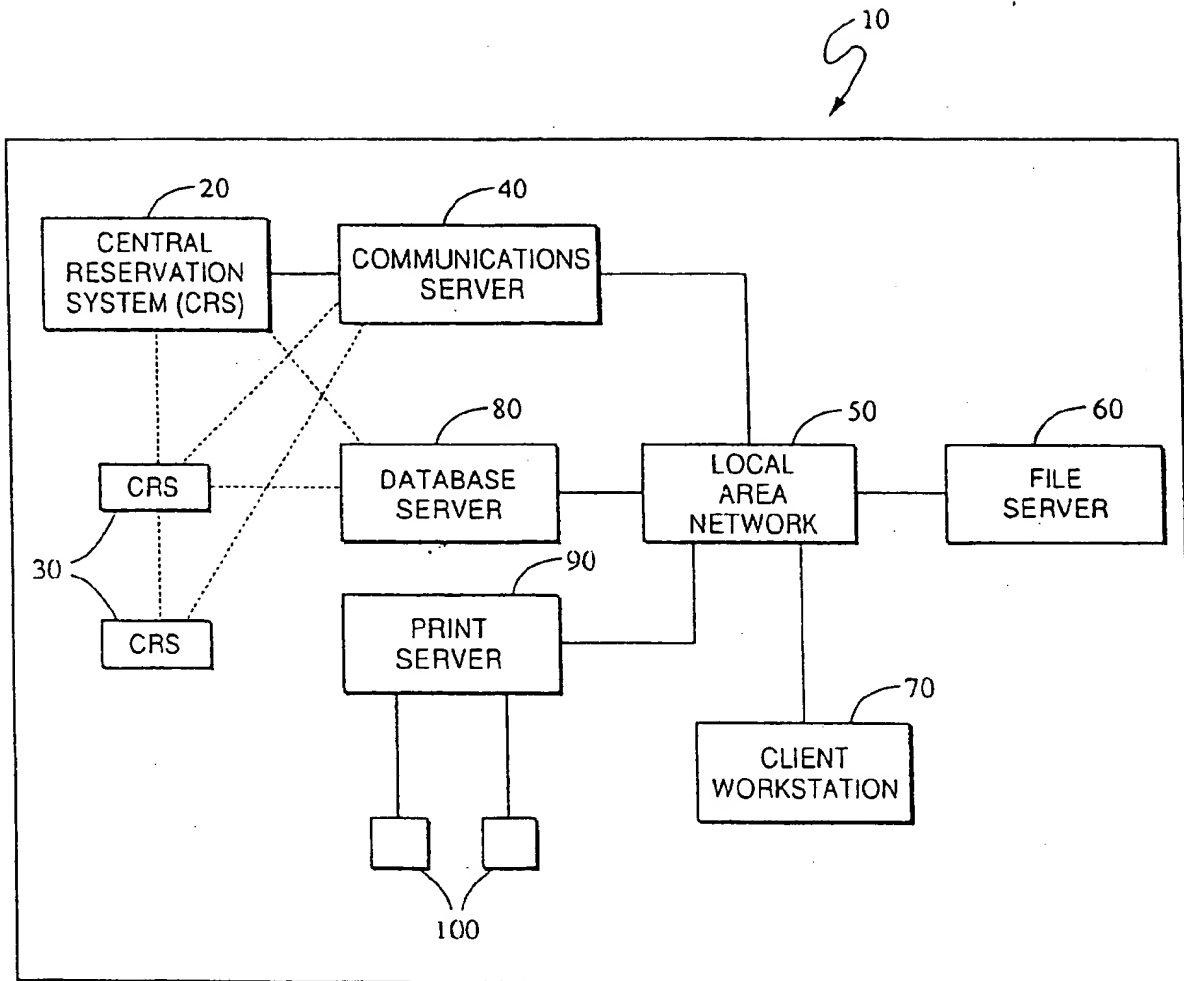 10
20
CENTRAL
RESERVATION
SYSTEM (CRS)
40
COMMUNICATIONS
SERVER
80
DATABASE
SERVER
50
LOCAL
AREA
NETWORK
60
FILE
SERVER
CRS
30
CRS
90
PRINT
SERVER
70
CLIENT
WORKSTATION
100